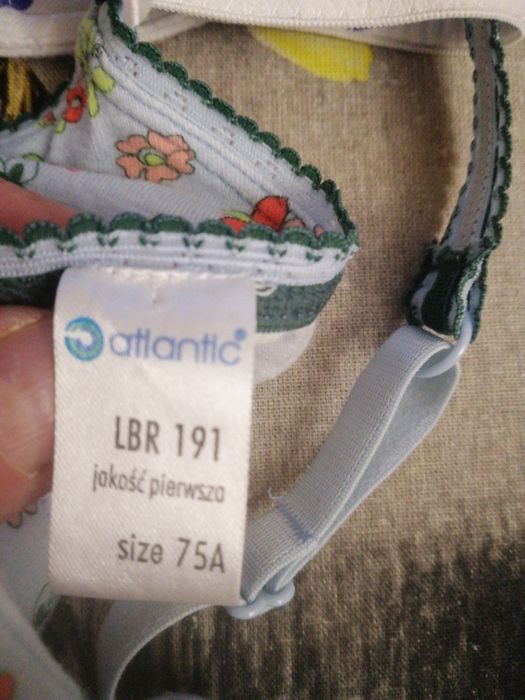 atlantic®
LBR 191
jakość pierwsza
size 75A